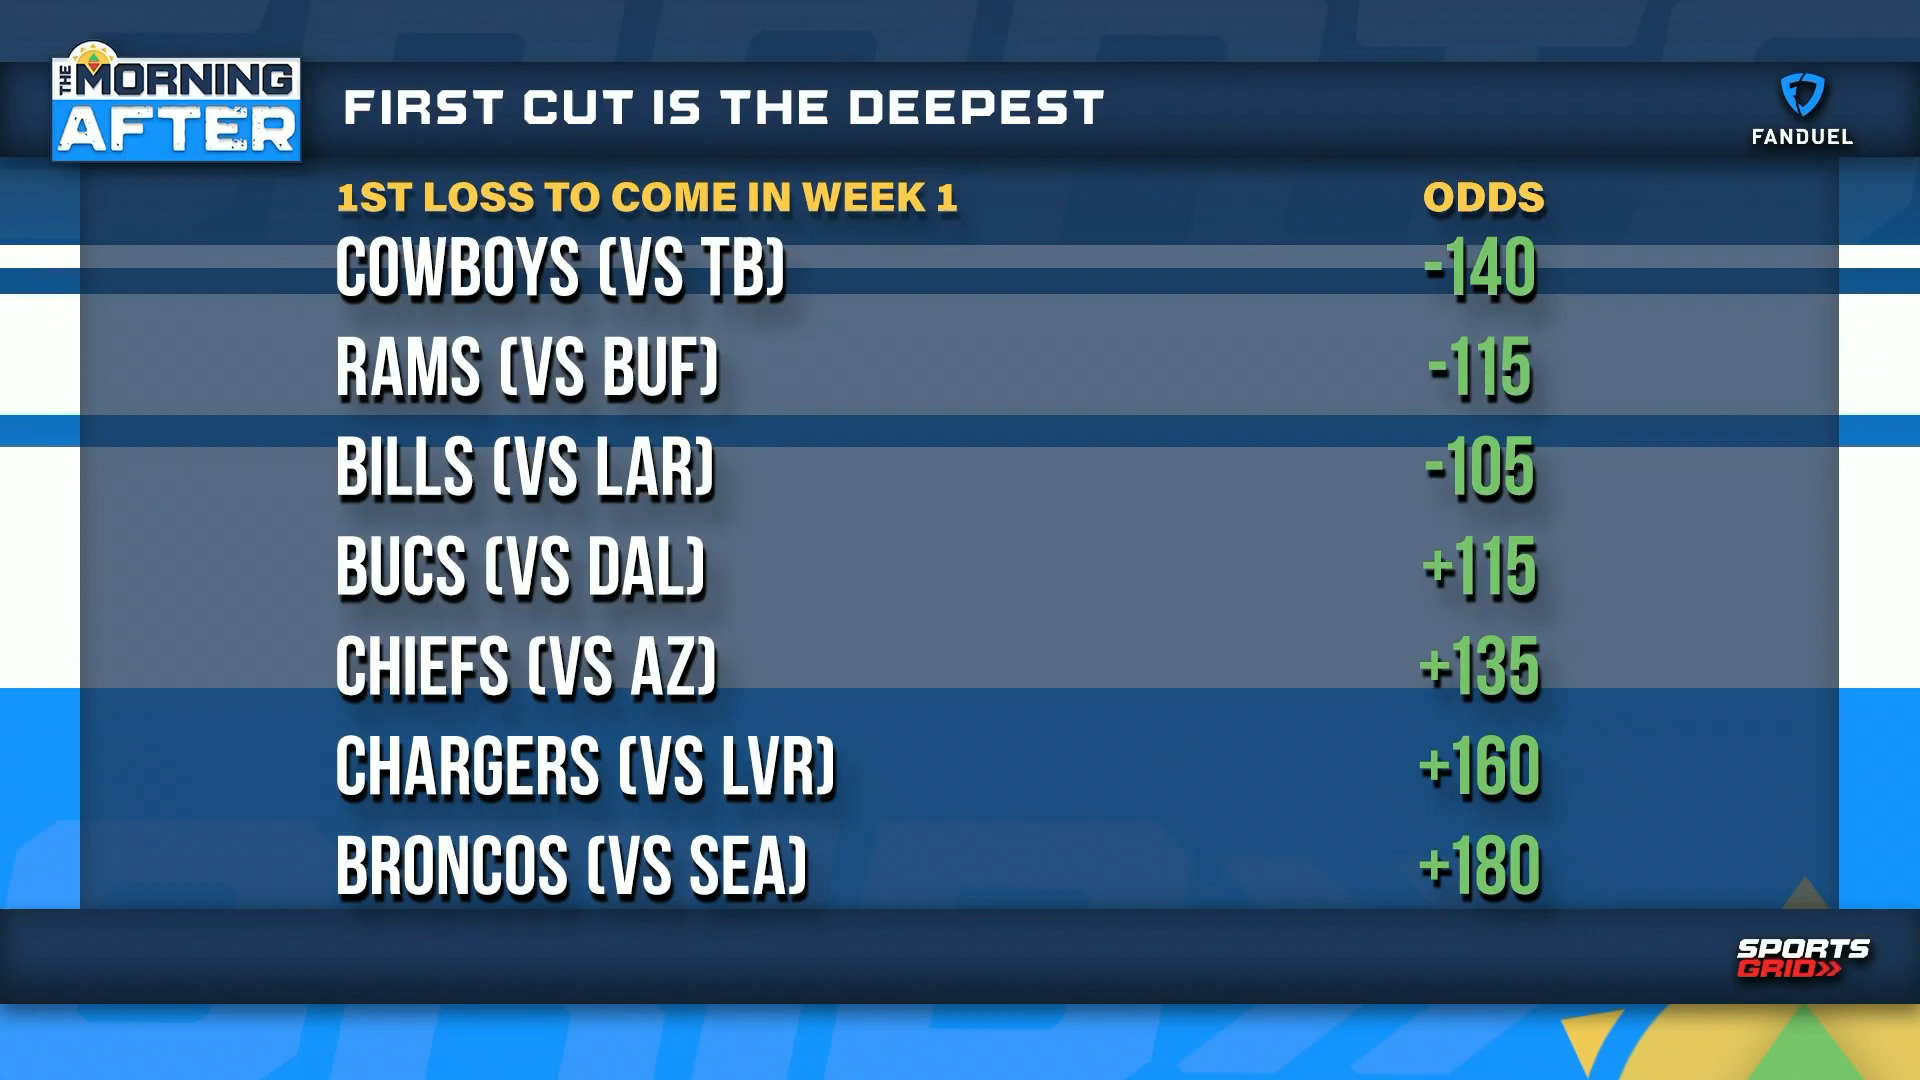 THE MORNING AFTER
FIRST CUT IS THE DEEPEST
FANDUEL
1ST LOSS TO COME IN WEEK 1 ODDS
COWBOYS (VS TB) -140
RAMS (VS BUF) -115
BILLS (VS LAR) -105
BUCS (VS DAL) +115
CHIEFS (VS AZ) +135
CHARGERS (VS LVR) +160
BRONCOS (VS SEA) +180
SPORTS
GRID